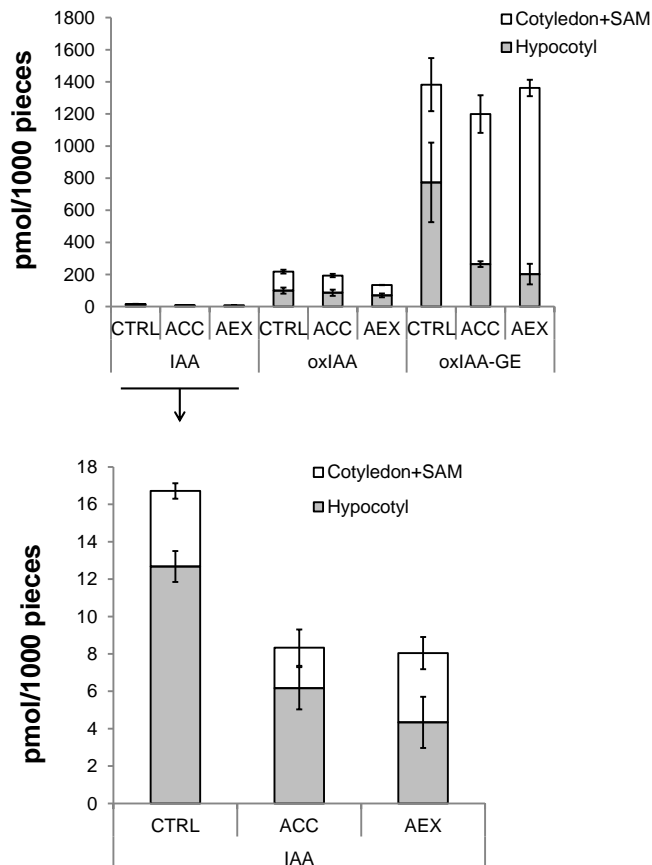 1800
1600
1400
1200
1000
800
600
400
200
0
pmol/1000 pieces
Cotyledon+SAM
Hypocotyl
CTRL ACC AEX CTRL ACC AEX CTRL ACC AEX
IAA oxIAA oxIAA-GE
18
16
14
12
10
8
6
4
2
0
pmol/1000 pieces
Cotyledon+SAM
Hypocotyl
CTRL ACC AEX
IAA